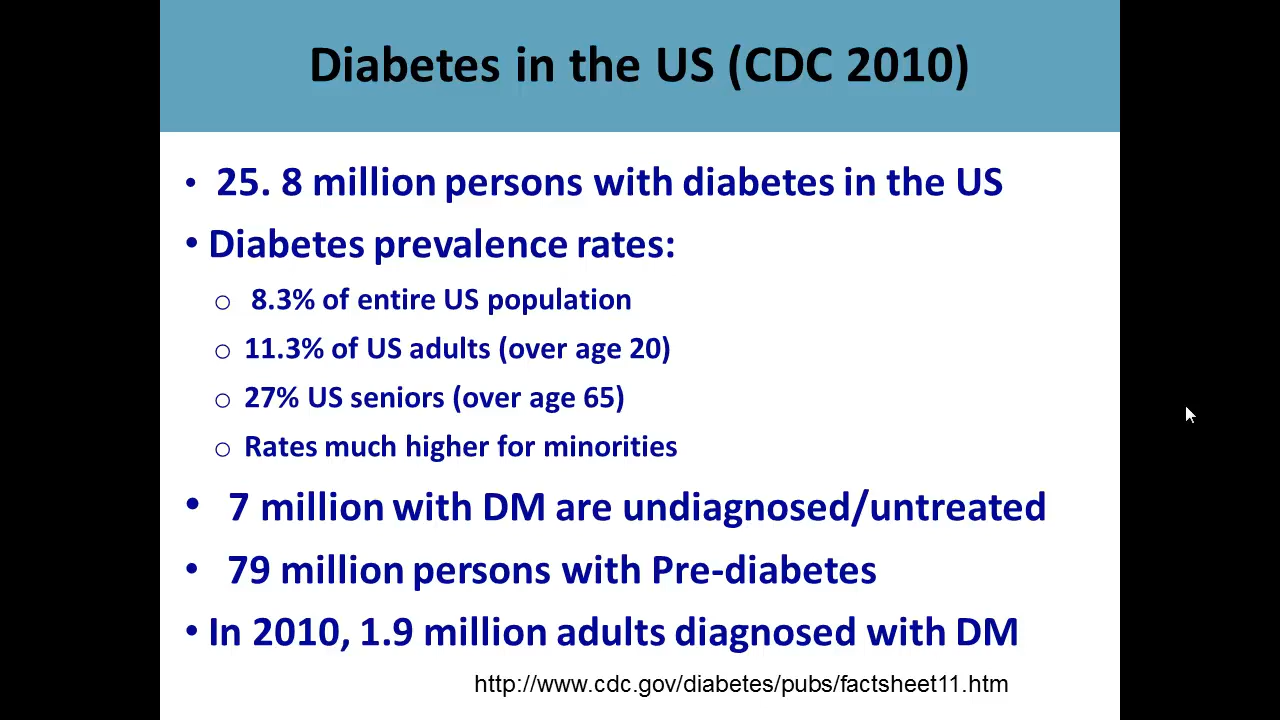 Diabetes in the US (CDC 2010)
• 25. 8 million persons with diabetes in the US
• Diabetes prevalence rates:
o 8.3% of entire US population
o 11.3% of US adults (over age 20)
o 27% US seniors (over age 65)
o Rates much higher for minorities
• 7 million with DM are undiagnosed/untreated
• 79 million persons with Pre-diabetes
• In 2010, 1.9 million adults diagnosed with DM
http://www.cdc.gov/diabetes/pubs/factsheet11.htm